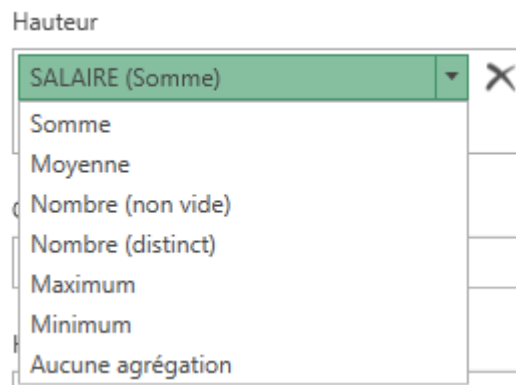 Hauteur
SALAIRE (Somme)
Somme
Moyenne
Nombre (non vide)
Nombre (distinct)
Maximum
Minimum
Aucune agrégation